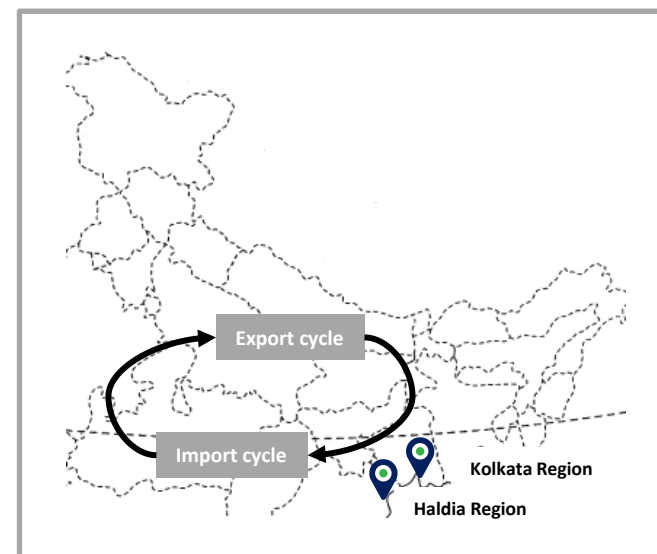 Export cycle
Import cycle
Kolkata Region
Haldia Region